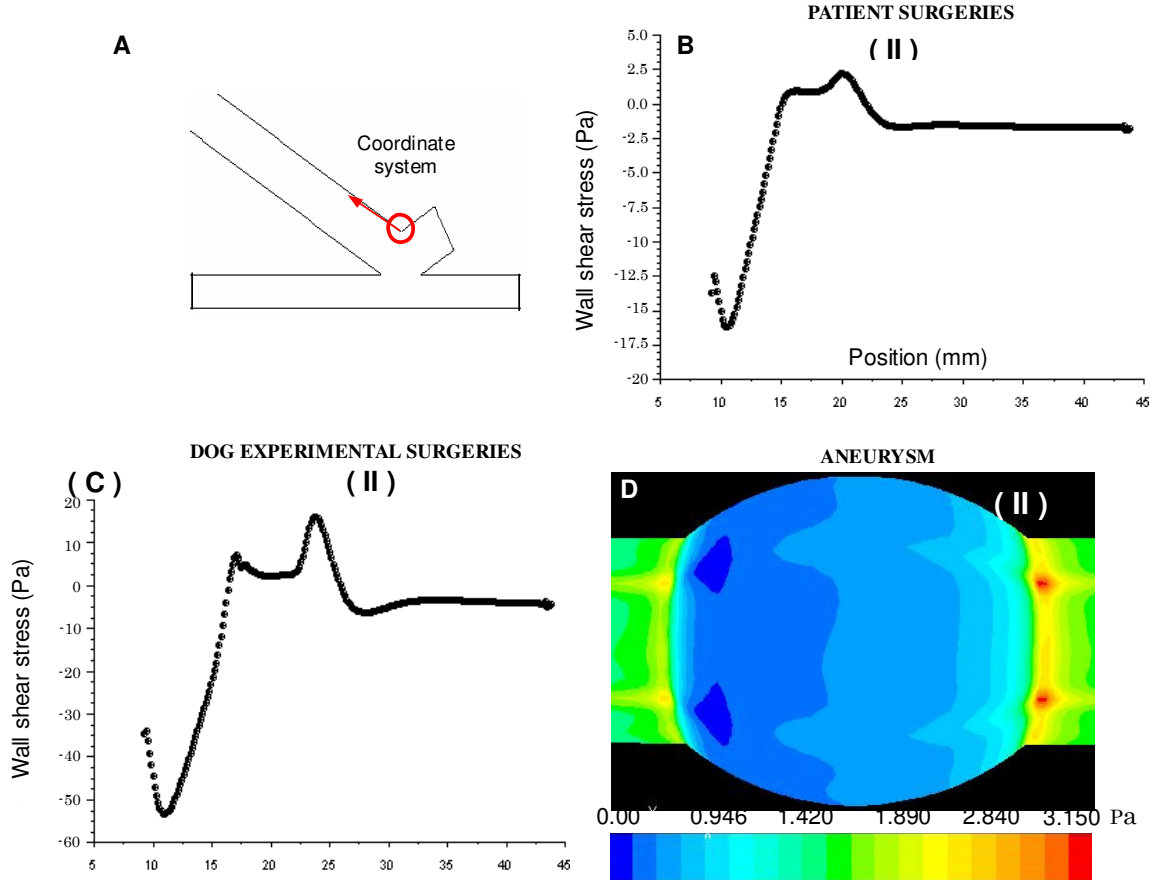 A
Coordinate
system
PATIENT SURGERIES
B
( II )
Wall shear stress (Pa)
5.0
2.5
0.0
-2.5
-5.0
-7.5
-10
-12.5
-15
-17.5
-20
Position (mm)
5 10 15 20 25 30 35 40 45
DOG EXPERIMENTAL SURGERIES
( C )
( II )
Wall shear stress (Pa)
20
10
0
-10
-20
-30
-40
-50
-60
5 10 15 20 25 30 35 40 45
ANEURYSM
D
( II )
0.00 0.946 1.420 1.890 2.840 3.150 Pa